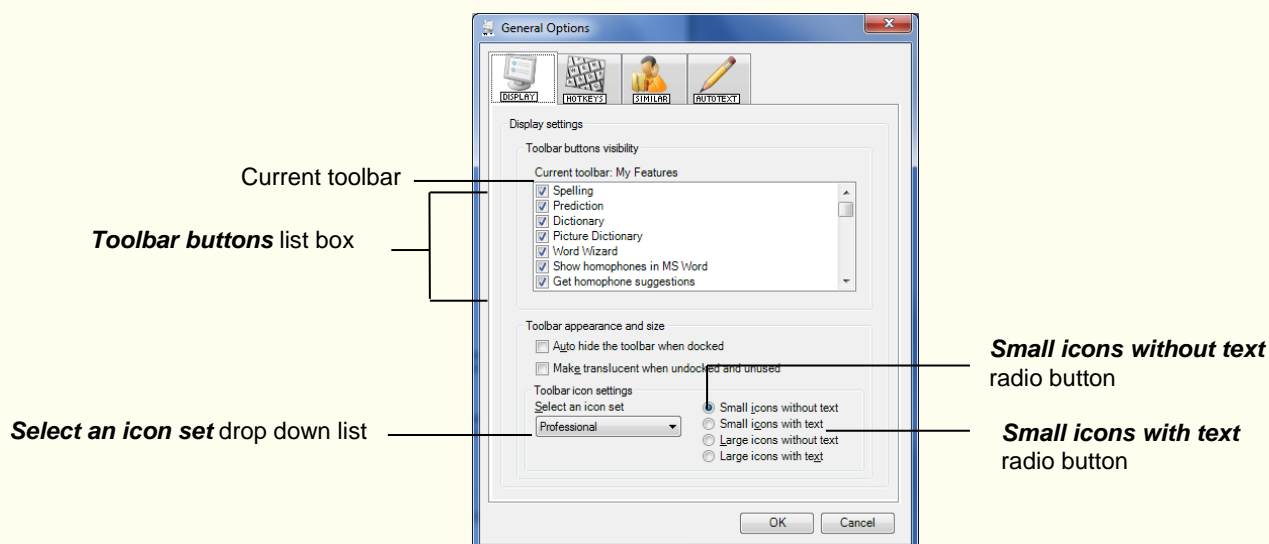 General Options
DISPLAY
HOTKEYS
SIMILAR
AUTOTEXT
Display settings
Toolbar buttons visibility
Current toolbar: My Features
Current toolbar
Spelling
Prediction
Dictionary
Picture Dictionary
Word Wizard
Show homophones in MS Word
Get homophone suggestions
Toolbar buttons list box
Toolbar appearance and size
Auto hide the toolbar when docked
Make translucent when undocked and unused
Small icons without text
radio button
Toolbar icon settings
Select an icon set
Professional
Small icons without text
Small icons with text
Large icons without text
Large icons with text
Select an icon set drop down list
Small icons with text
radio button
OK
Cancel